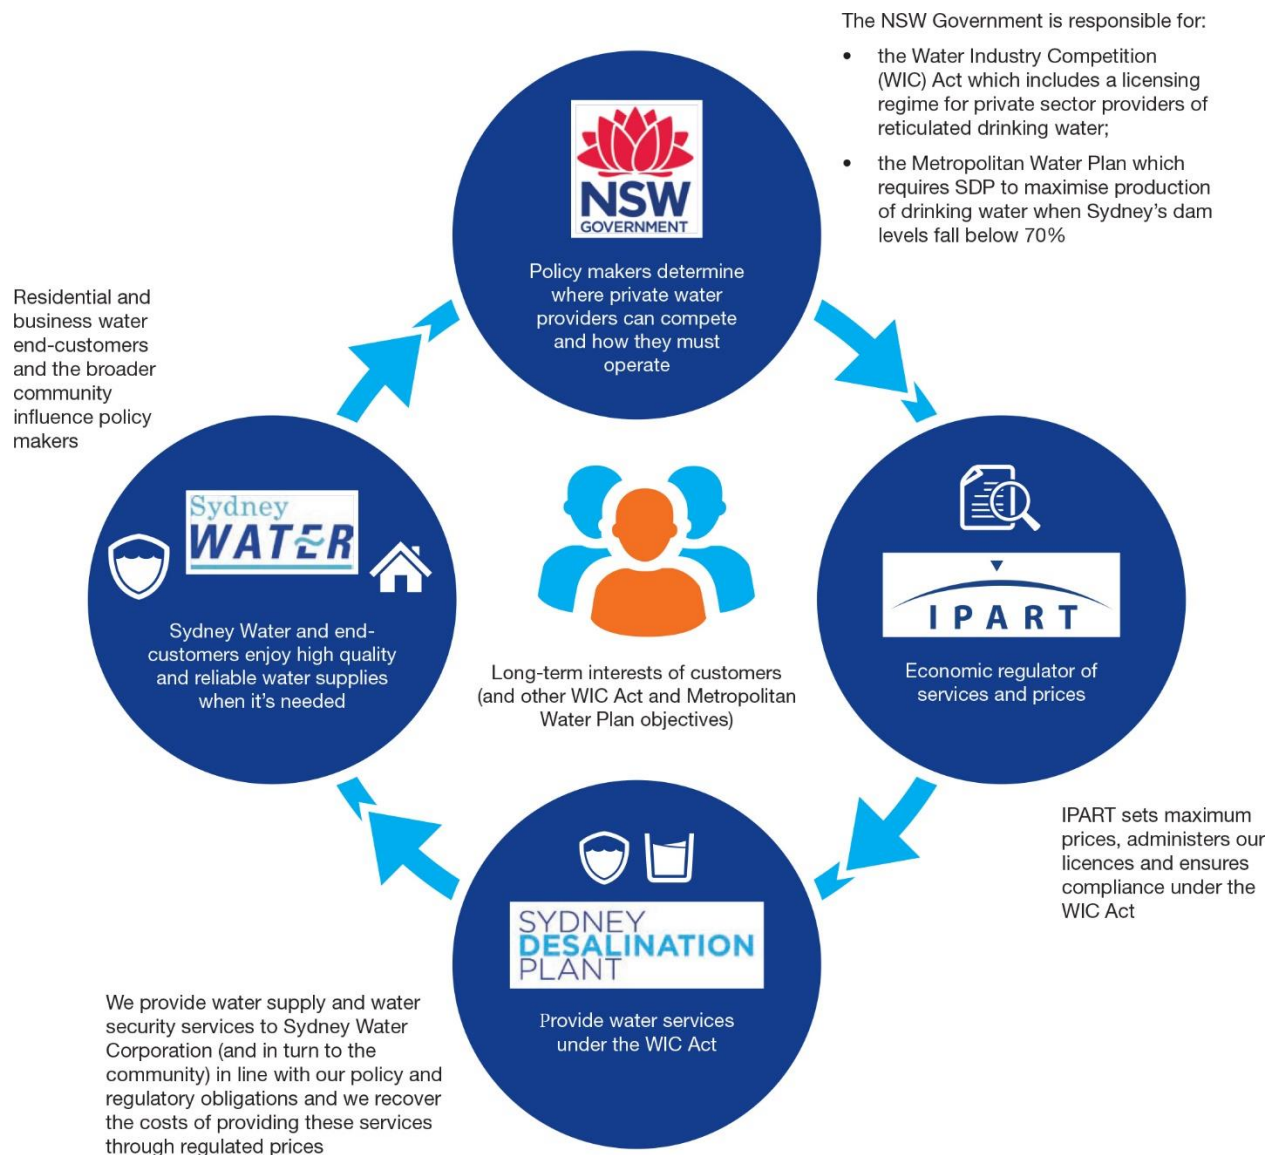 The NSW Government is responsible for:
• the Water Industry Competition
(WIC) Act which includes a licensing
regime for private sector providers of
reticulated drinking water;
• the Metropolitan Water Plan which
requires SDP to maximise production
of drinking water when Sydney's dam
levels fall below 70%
NSW
GOVERNMENT
Policy makers determine
where private water
providers can compete
and how they must
operate
Residential and
business water
end-customers
and the broader
community
influence policy
makers
Sydney
WATER
Sydney Water and end-
customers enjoy high quality
and reliable water supplies
when it's needed
Long-term interests of customers
(and other WIC Act and Metropolitan
Water Plan objectives)
IPART
Economic regulator of
services and prices
IPART sets maximum
prices, administers our
licences and ensures
compliance under the
WIC Act
SYDNEY
DESALINATION
PLANT
Provide water services
under the WIC Act
We provide water supply and water
security services to Sydney Water
Corporation (and in turn to the
community) in line with our policy and
regulatory obligations and we recover
the costs of providing these services
through regulated prices